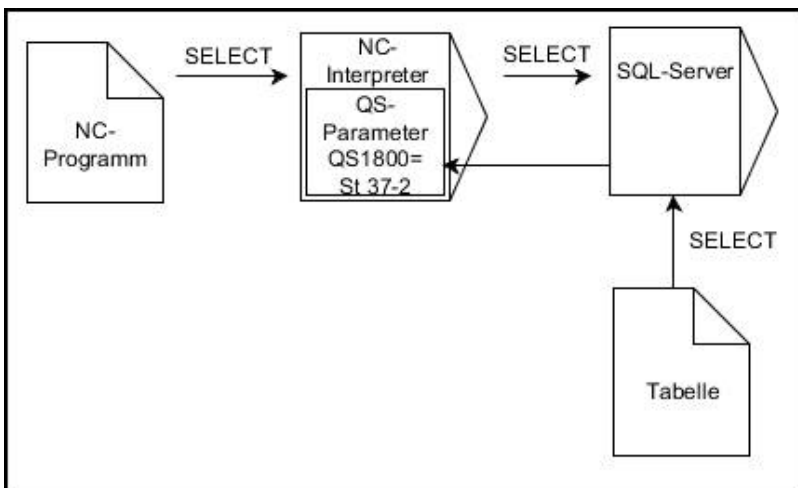 NC-
Programm
SELECT
NC-
Interpreter
QS-
Parameter
QS1800=
St 37-2
SELECT
SQL-Server
SELECT
Tabelle